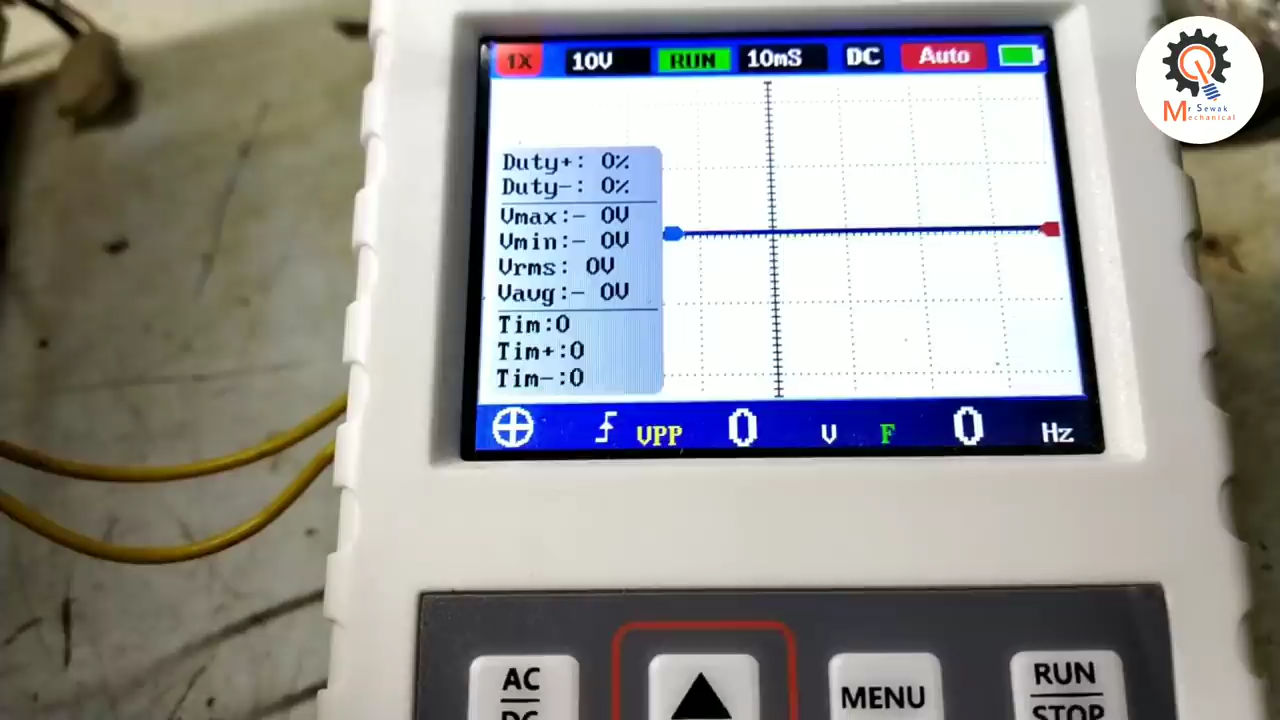 1X 10V RUN 10mS DC Auto
Duty+: 0%
Duty-: 0%
Vmax:- 0V
Vmin:- 0V
Vrms: 0V
Vavg:- 0V
Tim:0
Tim+:0
Tim-:0
VPP 0 V F 0 Hz
AC
DC
MENU
RUN
STOP
Mr Sewak
Mechanical